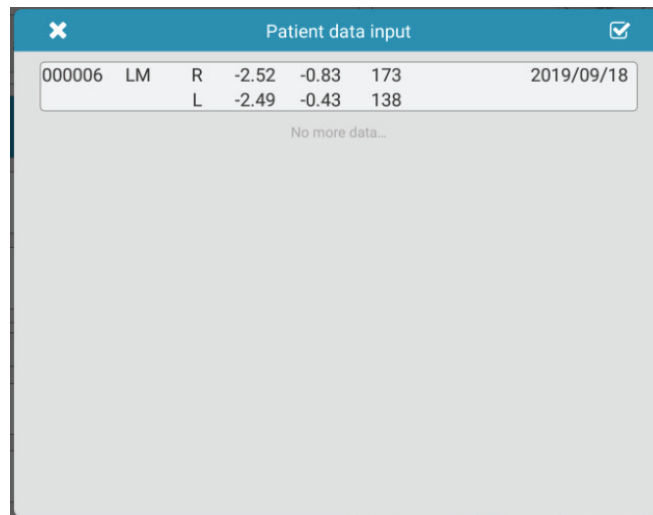 Patient data input
000006 LM R -2.52 -0.83 173 2019/09/18
L -2.49 -0.43 138
No more data...